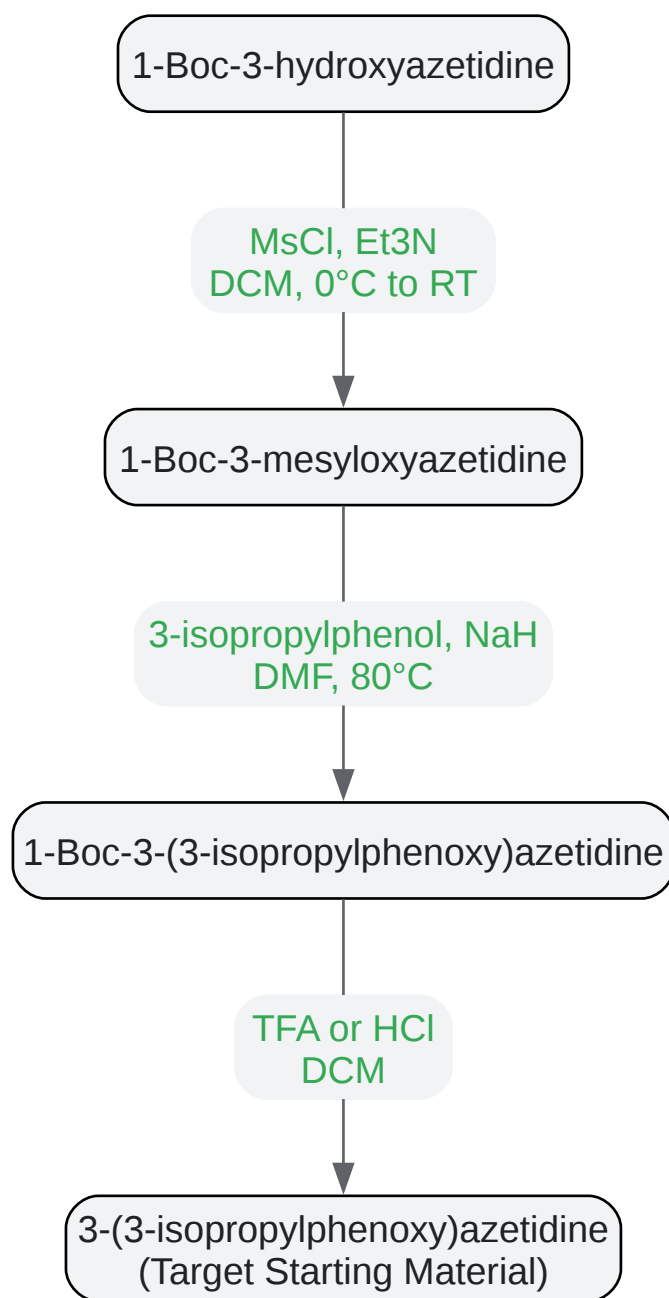 1-Boc-3-hydroxyazetidine
MsCl, Et3N
DCM, 0°C to RT
1-Boc-3-mesyloxyazetidine
3-isopropylphenol, NaH
DMF, 80°C
1-Boc-3-(3-isopropylphenoxy)azetidine
TFA or HCl
DCM
3-(3-isopropylphenoxy)azetidine
(Target Starting Material)